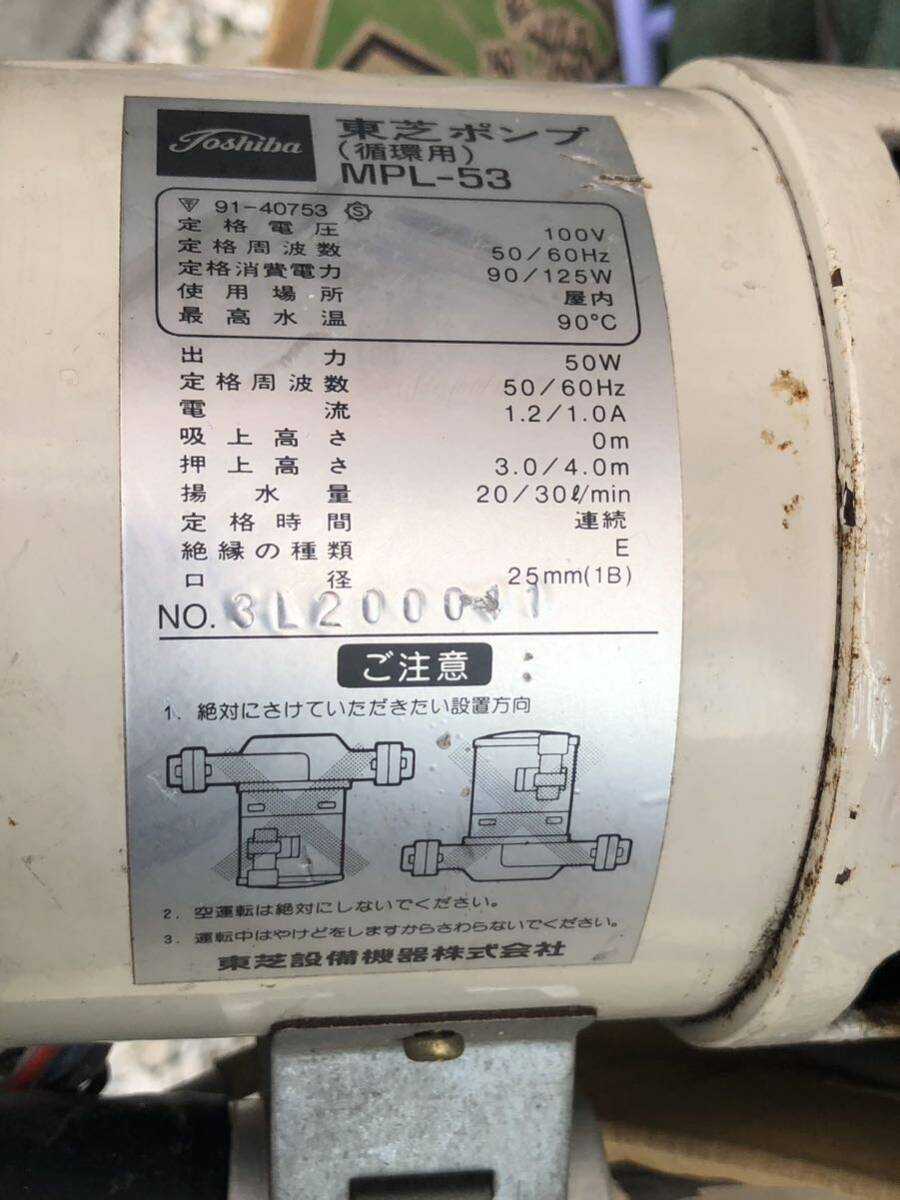 Toshiba
東芝ポンプ
(循環用)
MPL-53
91-40753
定格電圧 100V
定格周波数 50/60Hz
定格消費電力 90/125W
使用場所 屋内
最高水温 90℃
出力 50W
定格周波数 50/60Hz
電流 1.2/1.0A
吸上高さ 0m
押上高さ 3.0/4.0m
揚水量 20/30ℓ/min
定格時間 連続
絶縁の種類 E
口径 25mm(1B)
NO.
ご注意
1. 絶対にさけていただきたい設置方向
2. 空運転は絶対にしないでください。
3. 運転中はやけどをしますからさわらないでください。
東芝設備機器株式会社